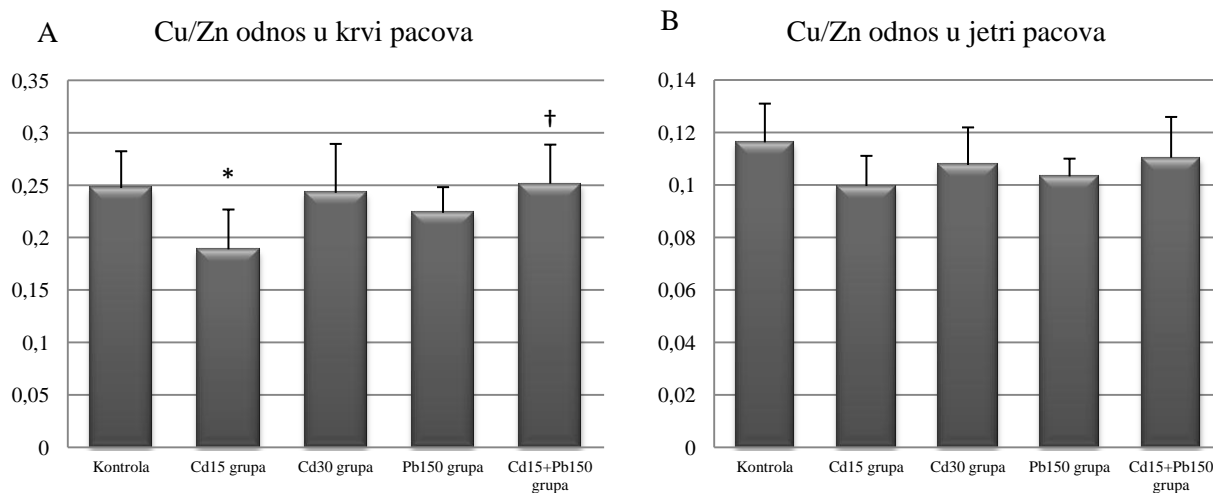 A
Cu/Zn odnos u krvi pacova
0,35
0,3
0,25
0,2
0,15
0,1
0,05
0
*
†
Kontrola
Cd15 grupa
Cd30 grupa
Pb150 grupa
Cd15+Pb150
grupa
B
Cu/Zn odnos u jetri pacova
0,14
0,12
0,1
0,08
0,06
0,04
0,02
0
Kontrola
Cd15 grupa
Cd30 grupa
Pb150 grupa
Cd15+Pb150
grupa